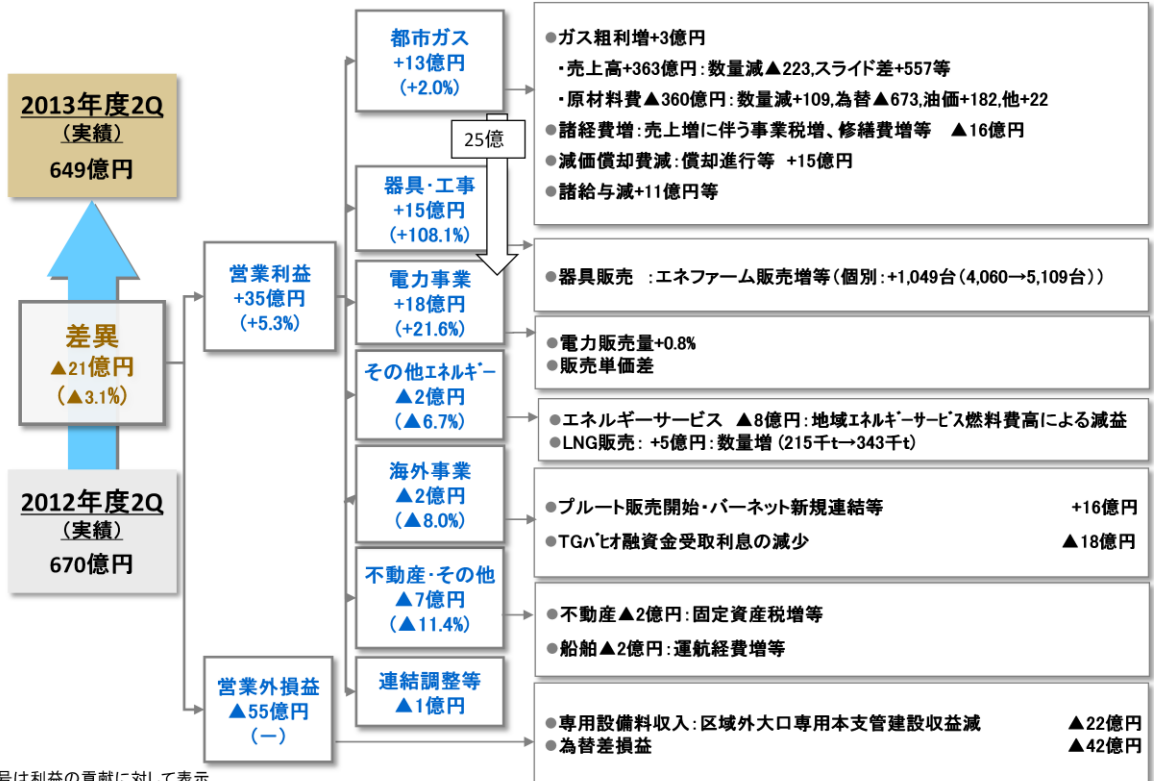 2013年度2Q
（実績）
649億円
差異
▲21億円
(▲3.1%)
2012年度2Q
（実績）
670億円
営業利益
+35億円
(+5.3%)
営業外損益
▲55億円
(－)
都市ガス
+13億円
(+2.0%)
25億
器具・工事
+15億円
(+108.1%)
電力事業
+18億円
(+21.6%)
その他エネルギー
▲2億円
(▲6.7%)
海外事業
▲2億円
(▲8.0%)
不動産・その他
▲7億円
(▲11.4%)
連結調整等
▲1億円
●ガス粗利増+3億円
・売上高+363億円：数量減▲223,スライド差+557等
・原材料費▲360億円：数量減+109,為替▲673,油価+182,他+22
●諸経費増：売上増に伴う事業税増、修繕費増等 ▲16億円
●減価償却費減：償却進行等 +15億円
●諸給与減+11億円等
●器具販売 ：エネファーム販売増等（個別：+1,049台（4,060→5,109台））
●電力販売量+0.8%
●販売単価差
●エネルギーサービス ▲8億円：地域エネルギーサービス燃料費高による減益
●LNG販売： +5億円：数量増 (215千t→343千t)
●プルート販売開始・バーネット新規連結等 +16億円
●TGバヒオ融資金受取利息の減少 ▲18億円
●不動産▲2億円：固定資産税増等
●船舶▲2億円：運航経費増等
●専用設備料収入：区域外大口専用本支管建設収益減 ▲22億円
●為替差損益 ▲42億円
号は利益の貢献に対して表示